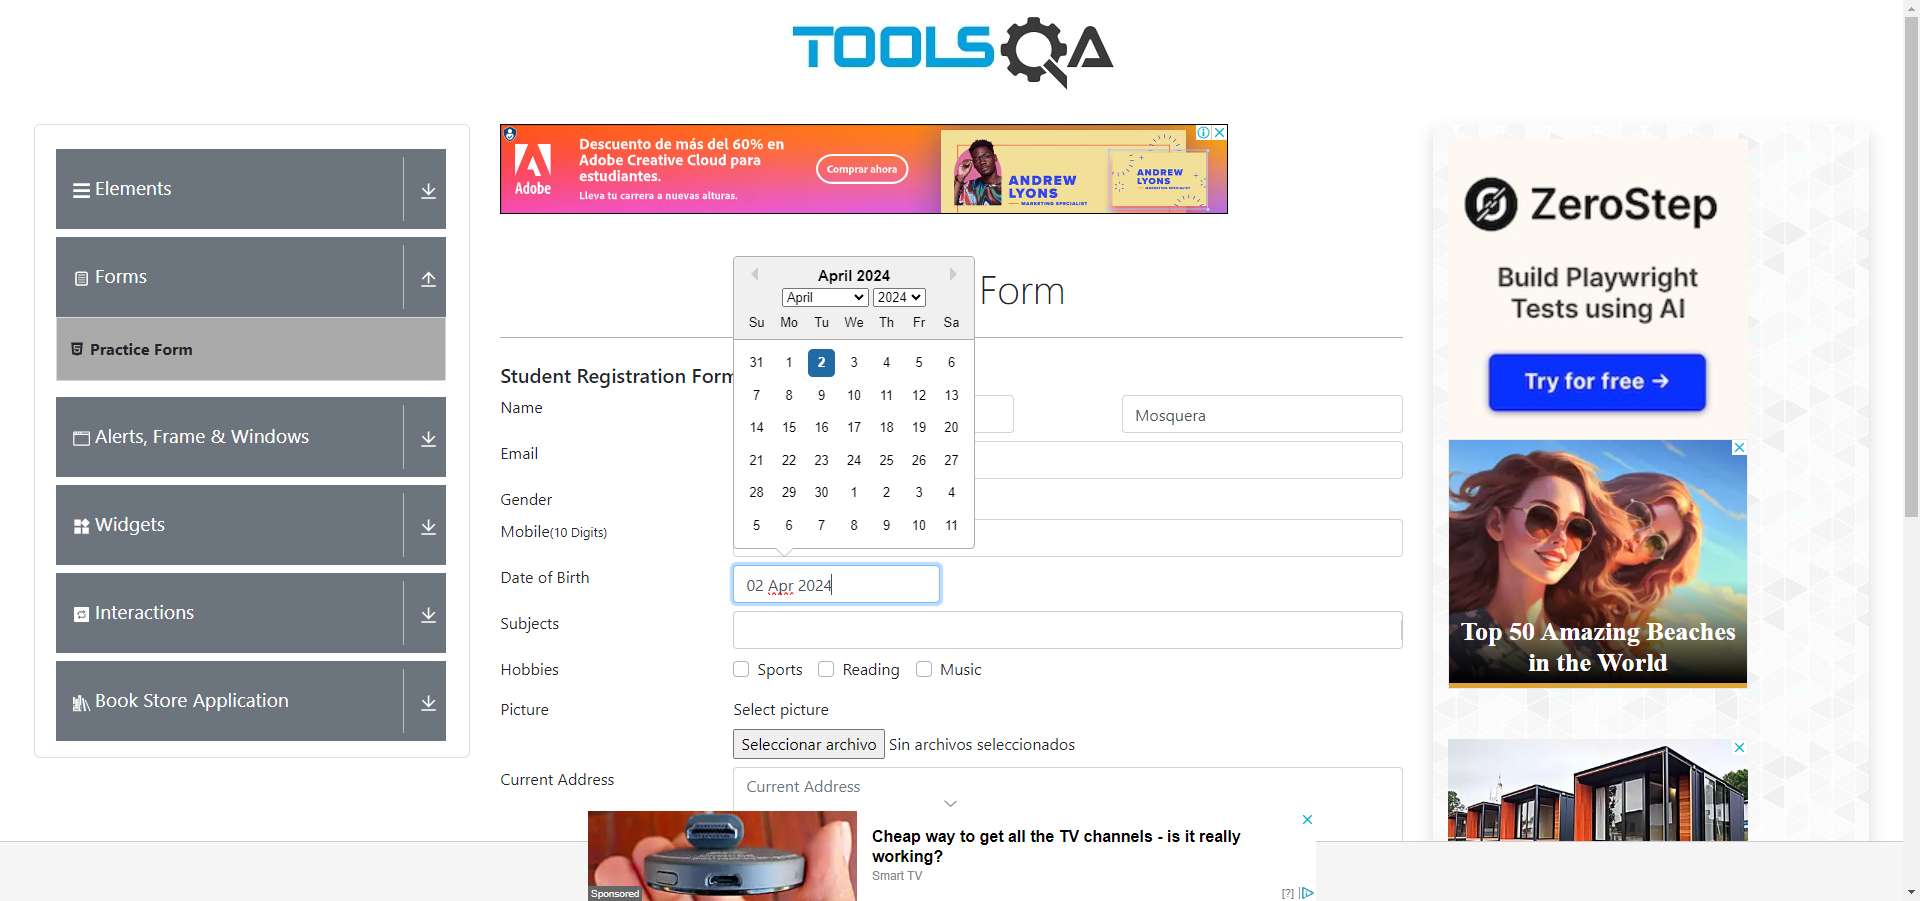 TOOLSQA
Elements
Forms
Practice Form
Alerts, Frame & Windows
Widgets
Interactions
Book Store Application
Adobe
Descuento de más del 60% en
Adobe Creative Cloud para
estudiantes.
Lleva tu carrera a nuevas alturas.
Comprar ahora
ANDREW
LYONS
MARKETING SPECIALIST
ANDREW
LYONS
MARKETING SPECIALIST
Form
April 2024
April 2024
Su Mo Tu We Th Fr Sa
31 1 2 3 4 5 6
7 8 9 10 11 12 13
14 15 16 17 18 19 20
21 22 23 24 25 26 27
28 29 30 1 2 3 4
5 6 7 8 9 10 11
Student Registration Form
Name
Mosquera
Email
Gender
Mobile(10 Digits)
Date of Birth
02 Apr 2024
Subjects
Hobbies
Sports Reading Music
Picture
Select picture
Seleccionar archivo Sin archivos seleccionados
Current Address
Current Address
Cheap way to get all the TV channels - is it really
working?
Smart TV
Sponsored
[?]
ZeroStep
Build Playwright
Tests using AI
Try for free →
Top 50 Amazing Beaches
in the World